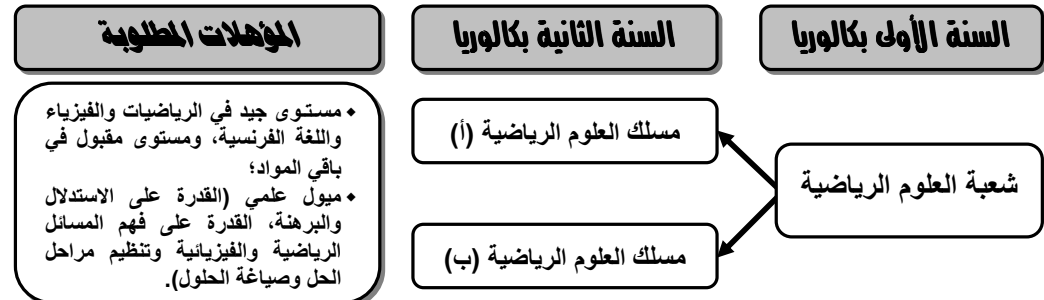 السنة الأولى بكالوريا
السنة الثانية بكالوريا
المؤهلات المطلوبة
شعبة العلوم الرياضية
مسلك العلوم الرياضية (أ)
مسلك العلوم الرياضية (ب)
• مستوى جيد في الرياضيات والفيزياء
واللغة الفرنسية، ومستوى مقبول في
باقي المواد؛
• ميول علمي (القدرة على الاستدلال
والبرهنة، القدرة على فهم المسائل
الرياضية والفيزيائية وتنظيم مراحل
الحل وصياغة الحلول).